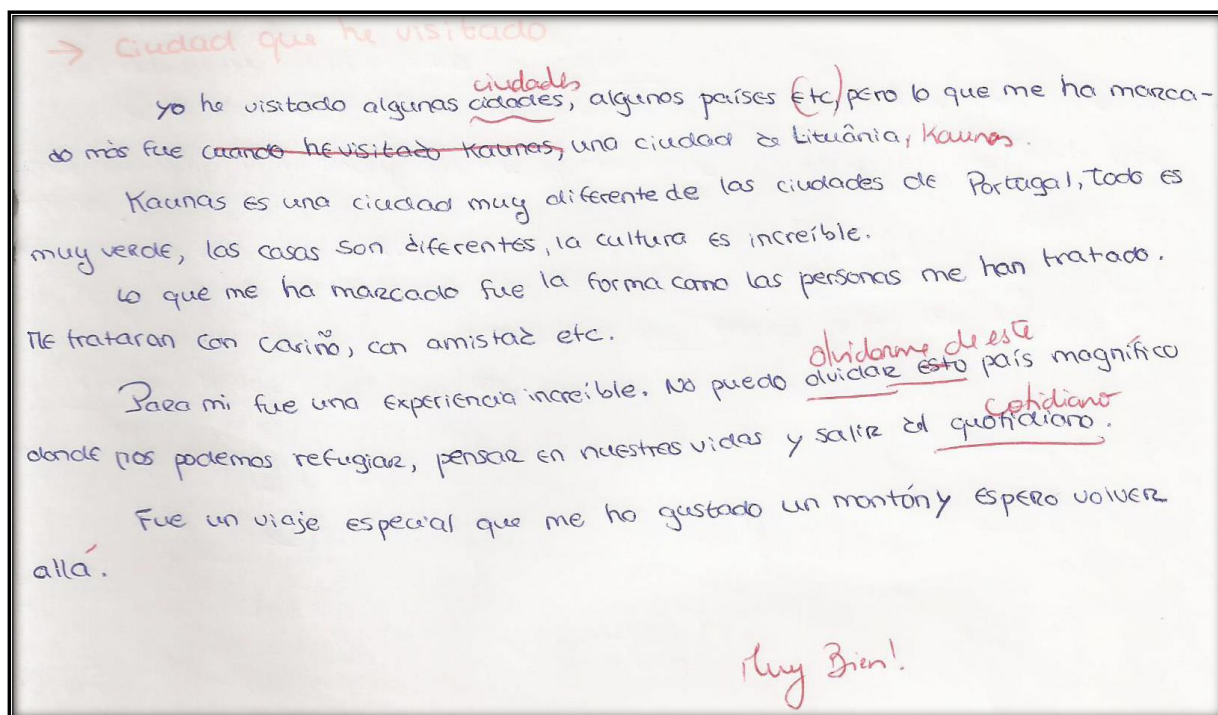 → Ciudad que he visitado
ciudades
yo he visitado algunas cidades, algunos países (Etc) pero lo que me ha marca-
do más fue cuando he visitado Kaunas, una ciudad de Lituânia, Kaunas.
Kaunas es una ciudad muy diferente de las ciudades de Portugal, todo es
muy verde, las casas son diferentes, la cultura es increíble.
Lo que me ha marcado fue la forma como las personas me han tratado.
Me trataran con cariño, con amistad etc.
olvidarme de este
Para mi fue una experiencia increíble. No puedo olvidar esto país magnífico
cotidiano
donde nos podemos refugiar, pensar en nuestras vidas y salir del quotidiano.
Fue un viaje especial que me ha gustado un montón y espero volver
allá.
Muy Bien!